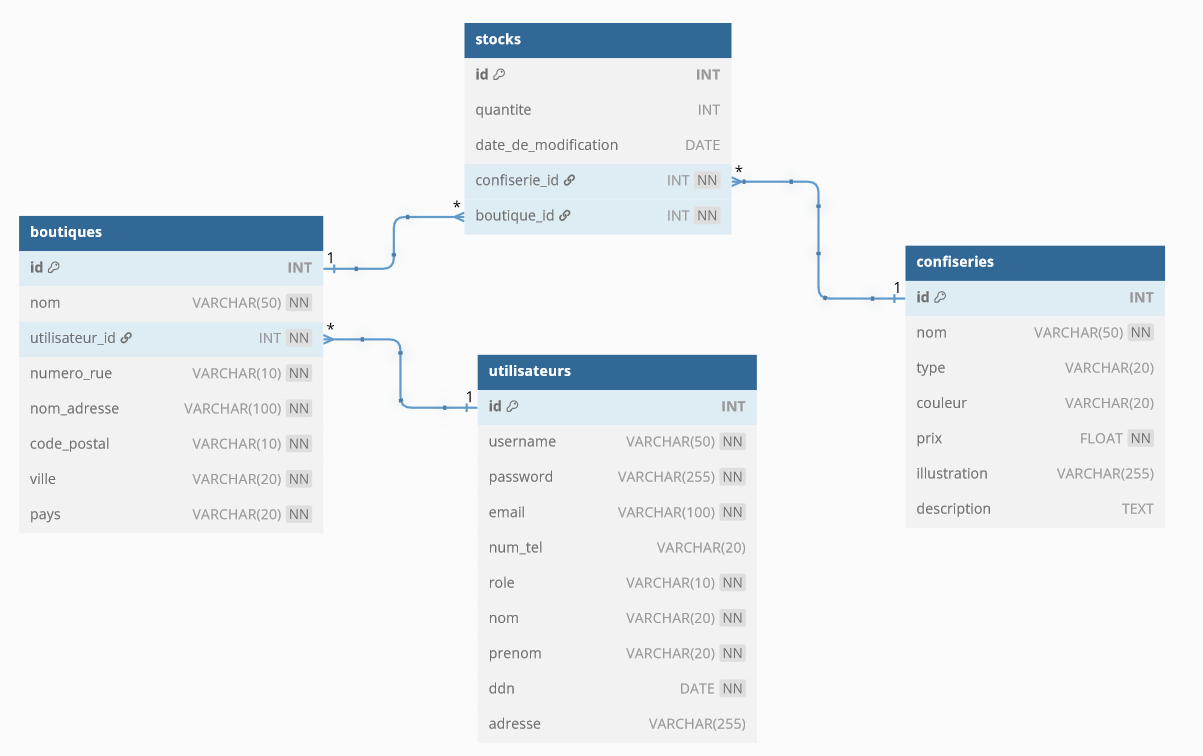 stocks
id INT
quantite INT
date_de_modification DATE
confiserie_id INT NN
boutique_id INT NN
*
*
boutiques
id INT
1
nom VARCHAR(50) NN
utilisateur_id INT NN
*
numero_rue VARCHAR(10) NN
nom_adresse VARCHAR(100) NN
code_postal VARCHAR(10) NN
ville VARCHAR(20) NN
pays VARCHAR(20) NN
utilisateurs
1
id INT
username VARCHAR(50) NN
password VARCHAR(255) NN
email VARCHAR(100) NN
num_tel VARCHAR(20)
role VARCHAR(10) NN
nom VARCHAR(20) NN
prenom VARCHAR(20) NN
ddn DATE NN
adresse VARCHAR(255)
confiseries
1
id INT
nom VARCHAR(50) NN
type VARCHAR(20)
couleur VARCHAR(20)
prix FLOAT NN
illustration VARCHAR(255)
description TEXT